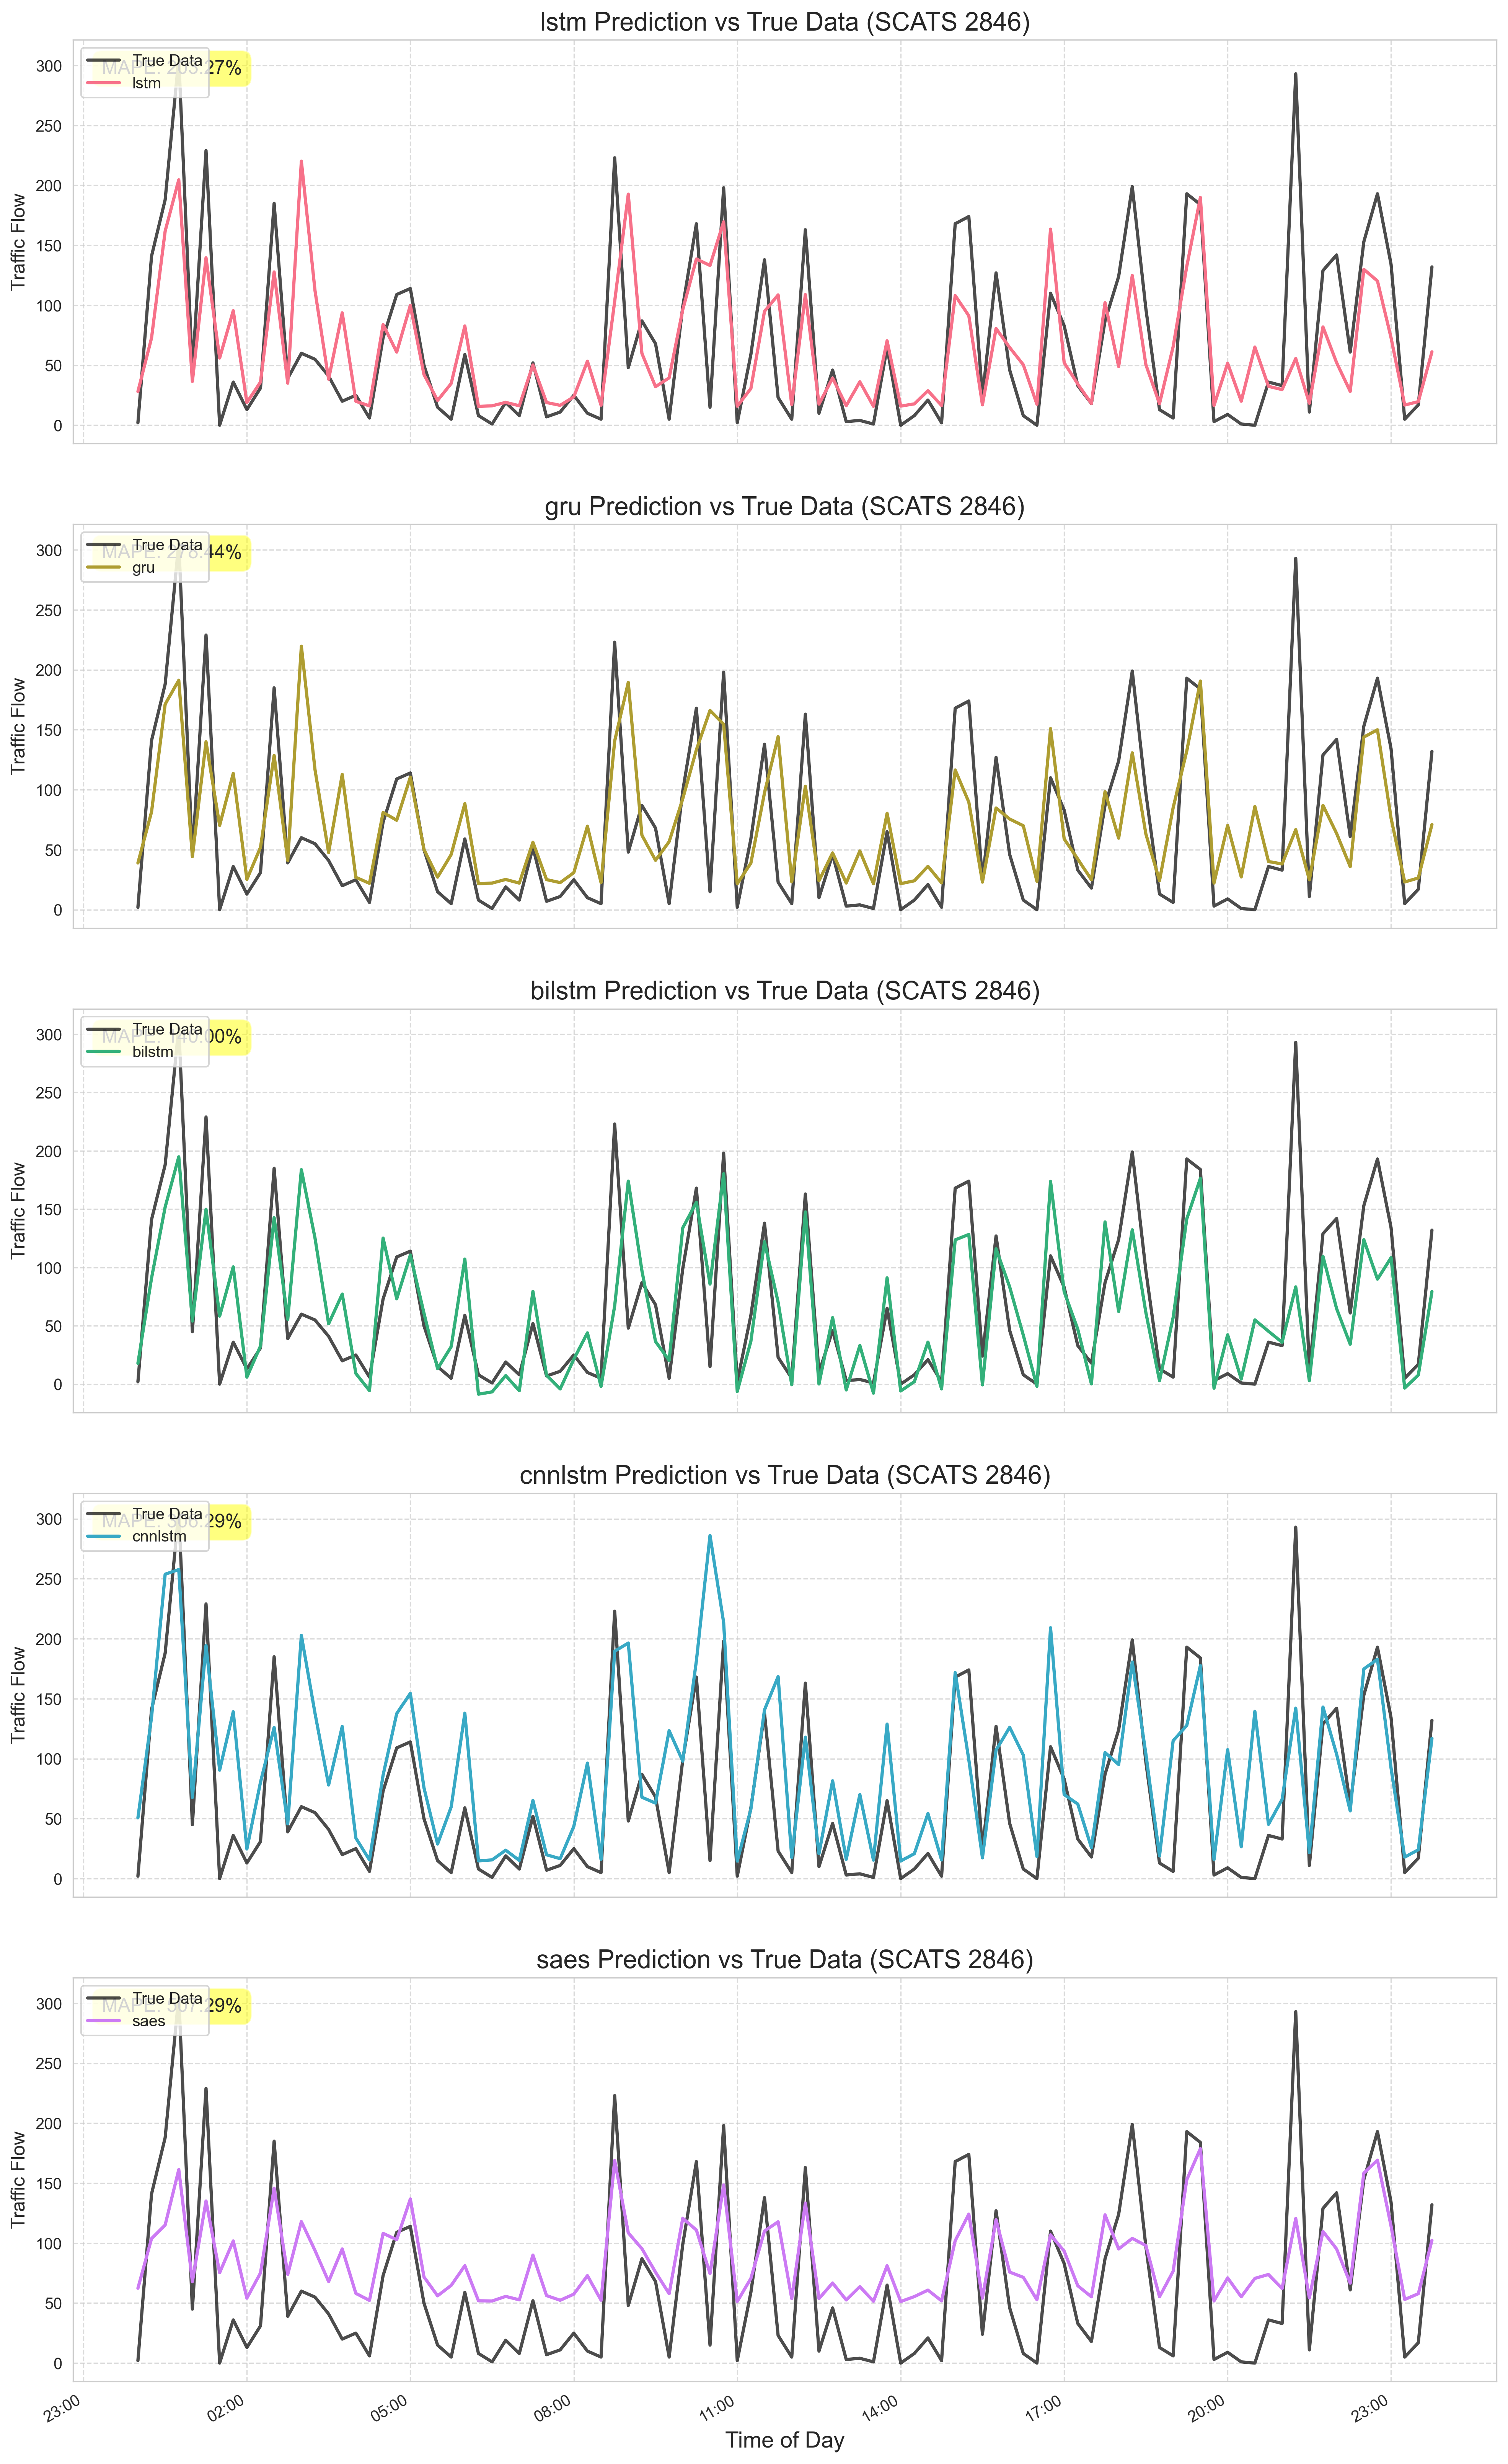 lstm Prediction vs True Data (SCATS 2846)
MAPE:
True Data
lstm
300
250
200
150
100
50
0
Traffic Flow
gru Prediction vs True Data (SCATS 2846)
MAPE:
True Data
gru
300
250
200
150
100
50
0
Traffic Flow
bilstm Prediction vs True Data (SCATS 2846)
MAPE:
True Data
bilstm
300
250
200
150
100
50
0
Traffic Flow
cnnlstm Prediction vs True Data (SCATS 2846)
MAPE:
True Data
cnnlstm
300
250
200
150
100
50
0
Traffic Flow
saes Prediction vs True Data (SCATS 2846)
MAPE:
True Data
saes
300
250
200
150
100
50
0
Traffic Flow
23:00
02:00
05:00
08:00
11:00
14:00
17:00
20:00
23:00
Time of Day